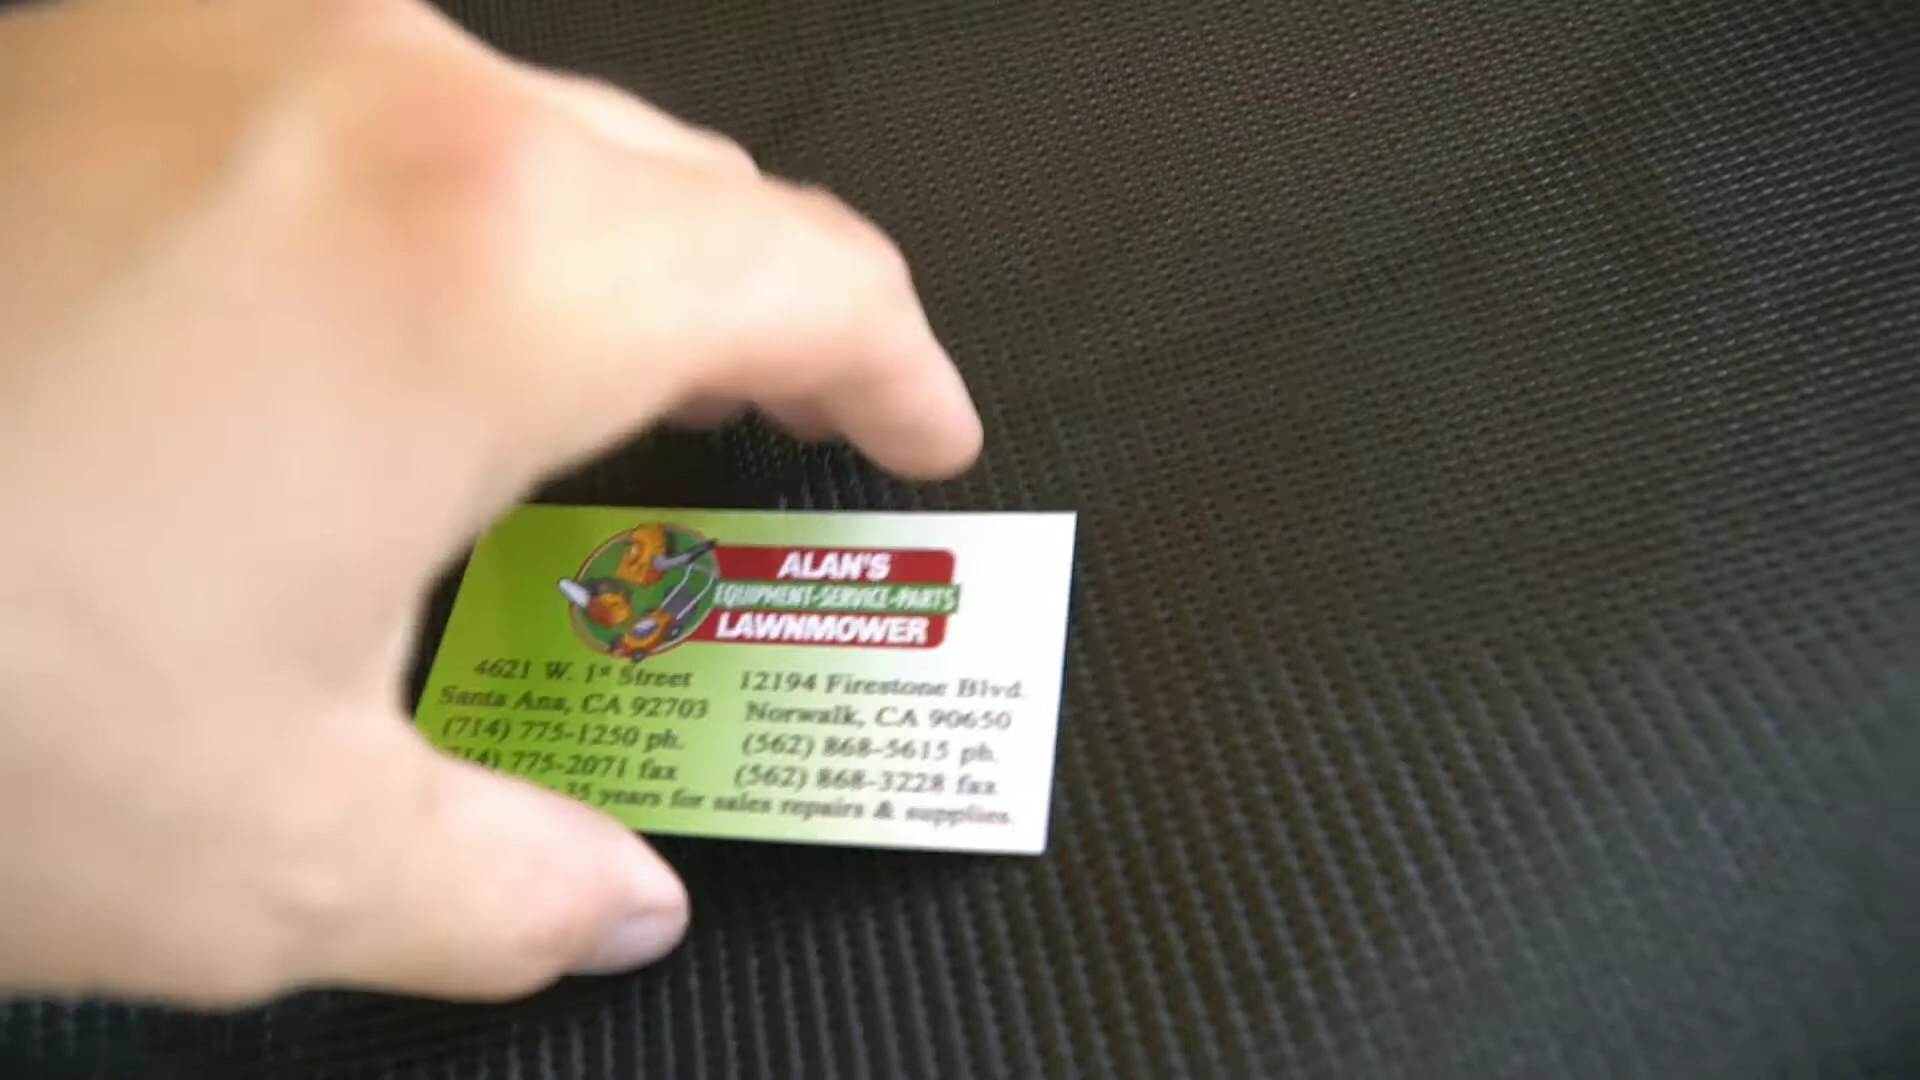 ALAN'S
EQUIPMENT-SERVICE-PARTS
LAWNMOWER
4621 W. 1st Street
Santa Ana, CA 92703
(714) 775-1250 ph.
714) 775-2071 fax
12194 Firestone Blvd.
Norwalk, CA 90650
(562) 868-5615 ph.
(562) 868-3228 fax
35 years for sales repairs & supplies.